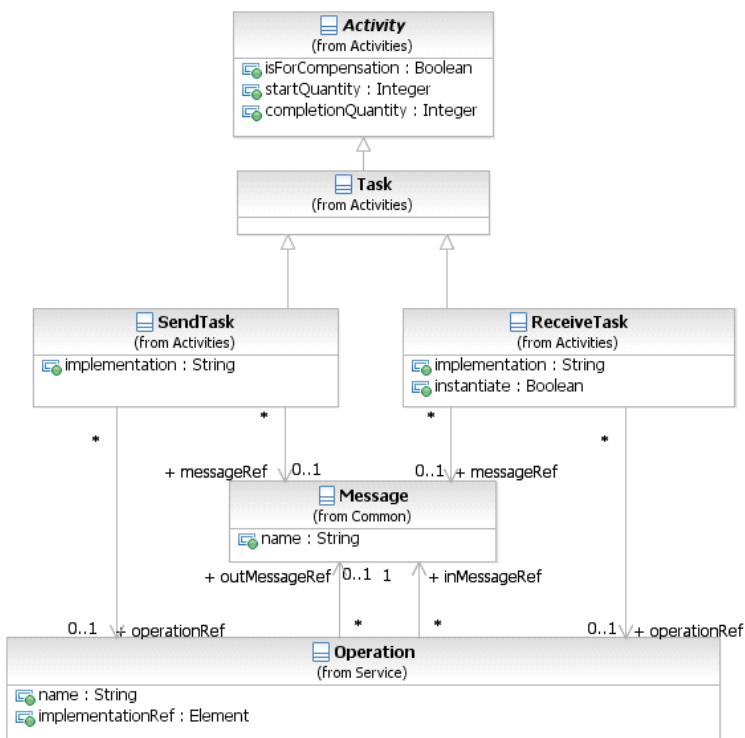 Activity
(from Activities)
isForCompensation : Boolean
startQuantity : Integer
completionQuantity : Integer
Task
(from Activities)
SendTask
(from Activities)
implementation : String
ReceiveTask
(from Activities)
implementation : String
instantiate : Boolean
* * * *
+ messageRef 0..1 0..1 + messageRef
Message
(from Common)
name : String
+ outMessageRef 0..1 1 + inMessageRef
* *
0..1 + operationRef 0..1 + operationRef
Operation
(from Service)
name : String
implementationRef : Element